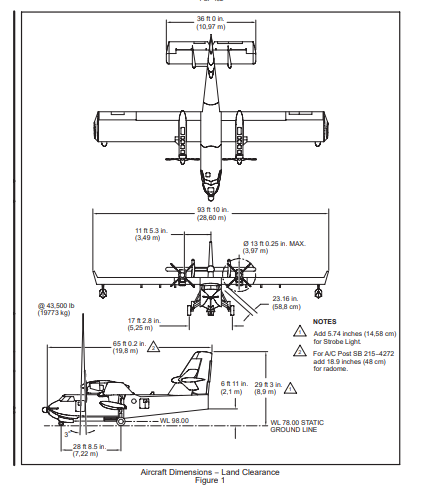 36 ft 0 in.
(10,97 m)
93 ft 10 in.
(28,60 m)
11 ft 5.3 in.
(3,49 m)
Ø 13 ft 0.25 in. MAX.
(3,97 m)
23.16 in.
(58,8 cm)
@ 43,500 lb
(19773 kg)
17 ft 2.8 in.
(5,25 m)
NOTES
1 Add 5.74 inches (14,58 cm)
for Strobe Light.
2 For A/C Post SB 215–4272
add 18.9 inches (48 cm)
for radome.
65 ft 0.2 in.
(19,8 m) 2
6 ft 11 in.
(2,1 m)
29 ft 3 in.
(8,9 m) 1
WL 98.00
WL 78.00 STATIC
GROUND LINE
3°
28 ft 8.5 in.
(7,22 m)
Aircraft Dimensions – Land Clearance
Figure 1